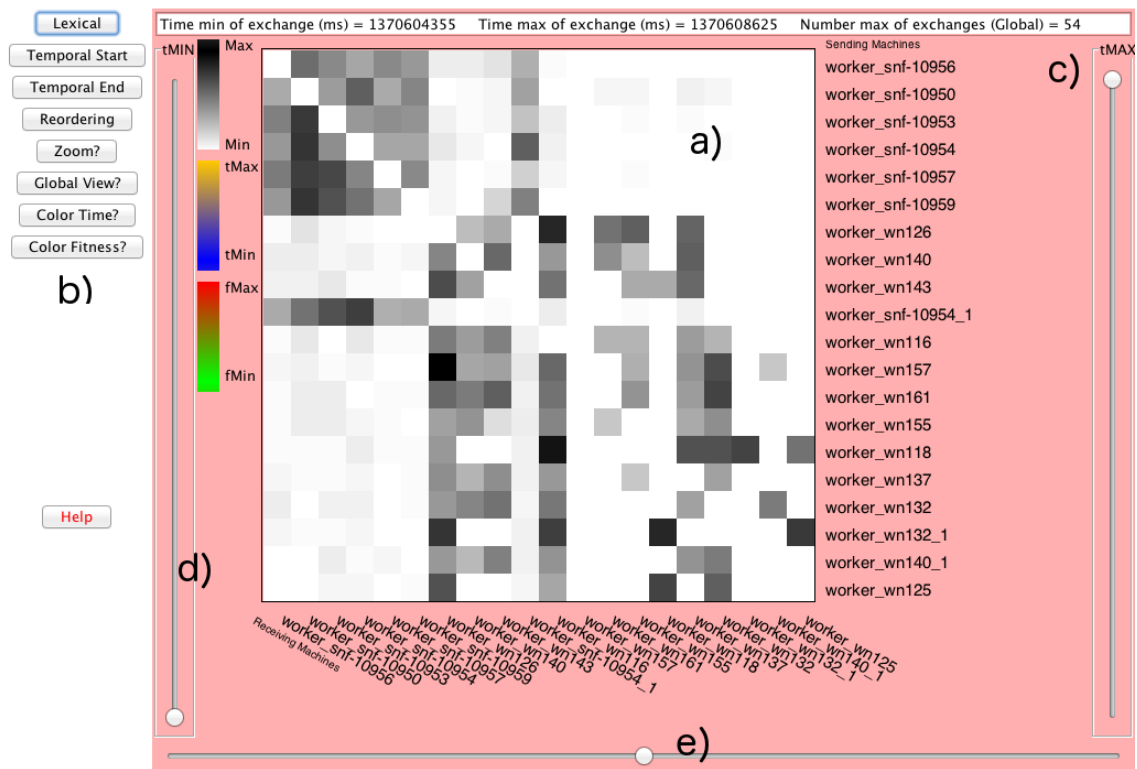 Lexical
Temporal Start
Temporal End
Reordering
Zoom?
Global View?
Color Time?
Color Fitness?
b)
Help
Time min of exchange (ms) = 1370604355 Time max of exchange (ms) = 1370608625 Number max of exchanges (Global) = 54
tMIN
Max
Min
tMax
tMin
fMax
fMin
d)
a)
Sending Machines
worker_snf-10956
worker_snf-10950
worker_snf-10953
worker_snf-10954
worker_snf-10957
worker_snf-10959
worker_wn126
worker_wn140
worker_wn143
worker_snf-10954_1
worker_wn116
worker_wn157
worker_wn161
worker_wn155
worker_wn118
worker_wn137
worker_wn132
worker_wn132_1
worker_wn140_1
worker_wn125
c)
tMAX
Receiving Machines
worker_snf-10956
worker_snf-10950
worker_snf-10953
worker_snf-10954
worker_snf-10957
worker_snf-10959
worker_wn126
worker_wn140
worker_wn143
worker_snf-10954_1
worker_wn116
worker_wn157
worker_wn161
worker_wn155
worker_wn118
worker_wn137
worker_wn132
worker_wn132_1
worker_wn140_1
worker_wn125
e)